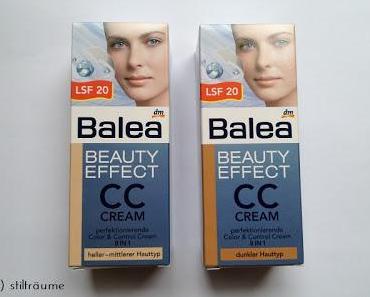 dm
LSF 20
Balea
BEAUTY
EFFECT
CC
CREAM
perfektionierende
Color & Control Cream
8 IN 1
heller-mittlerer Hauttyp
dm
LSF 20
Balea
BEAUTY
EFFECT
CC
CREAM
perfektionierende
Color & Control Cream
8 IN 1
dunkler Hauttyp
) stilträume